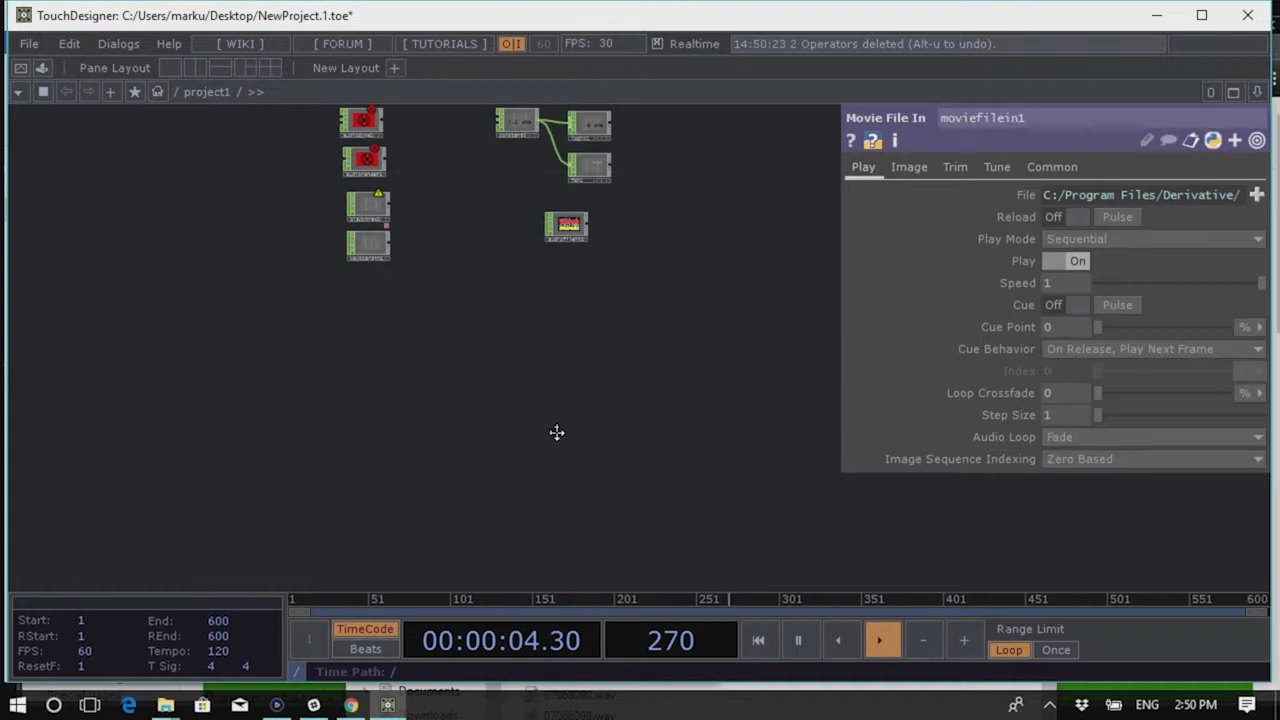 TouchDesigner: C:/Users/marku/Desktop/NewProject.1.toe*
File Edit Dialogs Help [ WIKI ] [ FORUM ] [ TUTORIALS ] O|I 60 FPS: 30 Realtime 14:50:23 2 Operators deleted (Alt-u to undo).
Pane Layout New Layout +
/ project1 / >> 0
Movie File In moviefilein1
? ? i
Play Image Trim Tune Common
File C:/Program Files/Derivative/
Reload Off Pulse
Play Mode Sequential
Play On
Speed 1
Cue Off Pulse
Cue Point 0 %
Cue Behavior On Release, Play Next Frame
Index 0
Loop Crossfade 0 %
Step Size 1
Audio Loop Fade
Image Sequence Indexing Zero Based
1 51 101 151 201 251 301 351 401 451 501 551 600
Start: 1 End: 600
RStart: 1 REnd: 600
FPS: 60 Tempo: 120
ResetF: 1 T Sig: 4 4
TimeCode
Beats
00:00:04.30 270
Range Limit
Loop Once
/ Time Path: /
Documents
ENG 2:50 PM